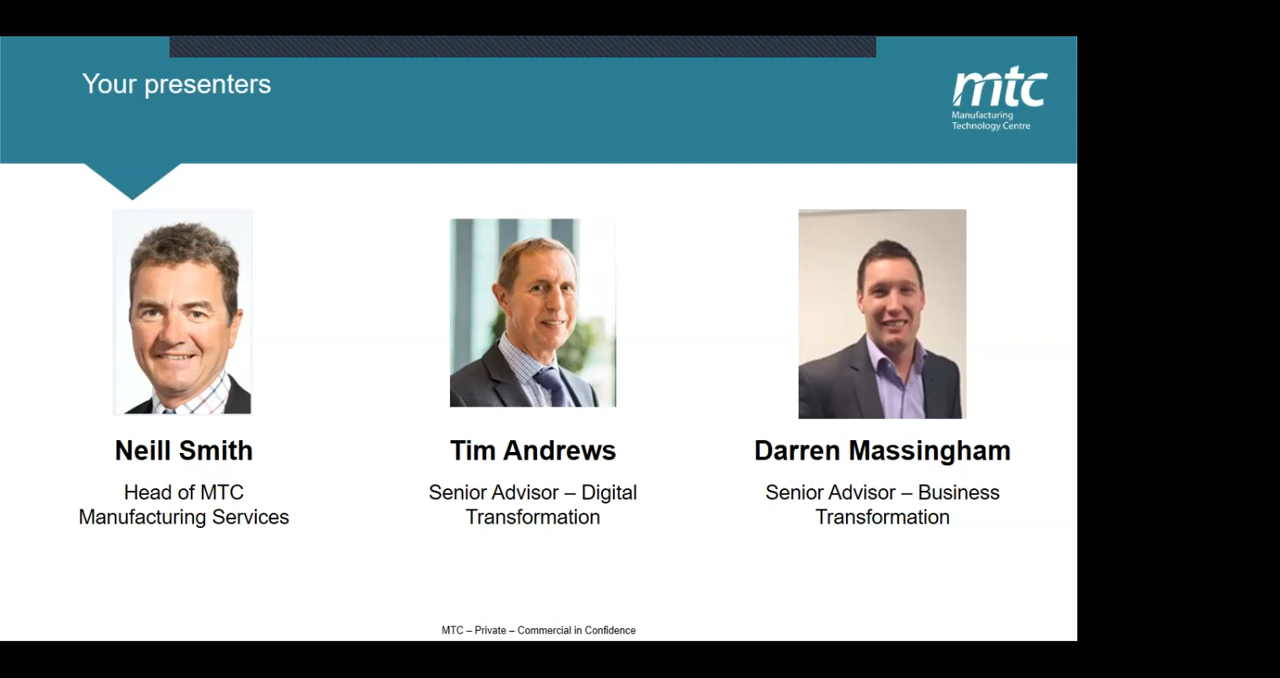 Your presenters
mtc
Manufacturing
Technology Centre
Neill Smith
Head of MTC
Manufacturing Services
Tim Andrews
Senior Advisor – Digital
Transformation
Darren Massingham
Senior Advisor – Business
Transformation
MTC – Private – Commercial in Confidence